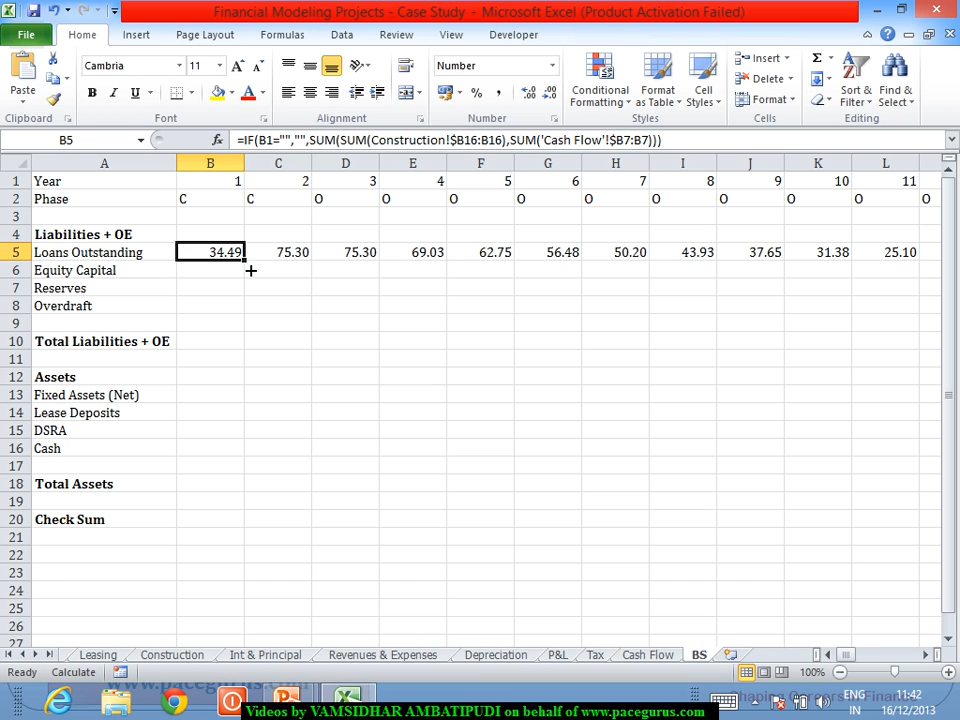 Financial Modeling Projects - Case Study - Microsoft Excel (Product Activation Failed)
File Home Insert Page Layout Formulas Data Review View Developer
Paste
Cambria 11
B I U
Number
Conditional Formatting
Format as Table
Cell Styles
Insert
Delete
Format
Sort & Filter
Find & Select
Clipboard Font Alignment Number Styles Cells Editing
B5 fx =IF(B1="","",SUM(SUM(Construction!$B16:B16),SUM('Cash Flow'!$B7:B7)))
A B C D E F G H I J K L
1 Year 1 2 3 4 5 6 7 8 9 10 11
2 Phase C C O O O O O O O O O O
3
4 Liabilities + OE
5 Loans Outstanding 34.49 75.30 75.30 69.03 62.75 56.48 50.20 43.93 37.65 31.38 25.10
6 Equity Capital
7 Reserves
8 Overdraft
9
10 Total Liabilities + OE
11
12 Assets
13 Fixed Assets (Net)
14 Lease Deposits
15 DSRA
16 Cash
17
18 Total Assets
19
20 Check Sum
21
22
23
24
25
26
27
Leasing Construction Int & Principal Revenues & Expenses Depreciation P&L Tax Cash Flow BS
Ready Calculate 100%
ENG 11:42
IN 16/12/2013
Videos by VAMSIDHAR AMBATIPUDI on behalf of www.pacegurus.com